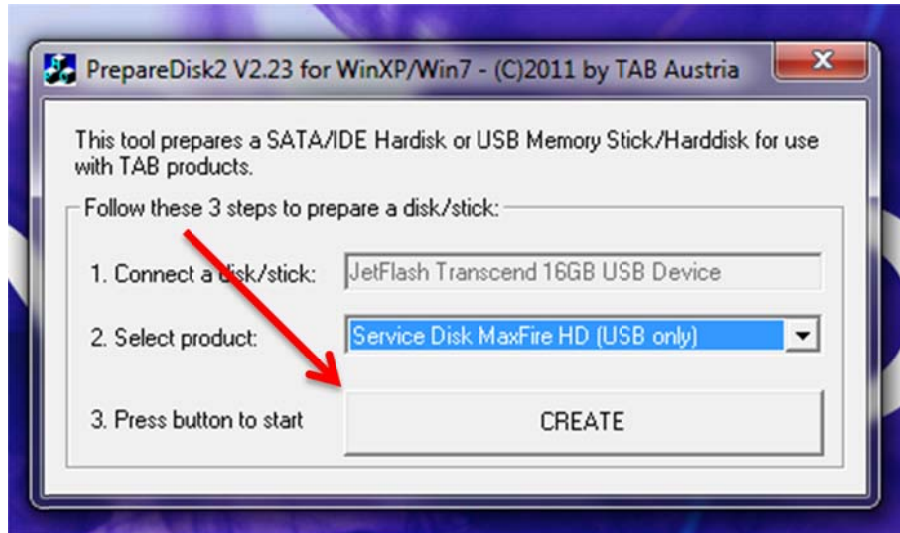 PrepareDisk2 V2.23 for WinXP/Win7 - (C)2011 by TAB Austria
This tool prepares a SATA/IDE Hardisk or USB Memory Stick/Harddisk for use
with TAB products.
Follow these 3 steps to prepare a disk/stick:
1. Connect a disk/stick: JetFlash Transcend 16GB USB Device
2. Select product: Service Disk MaxFire HD (USB only)
3. Press button to start CREATE